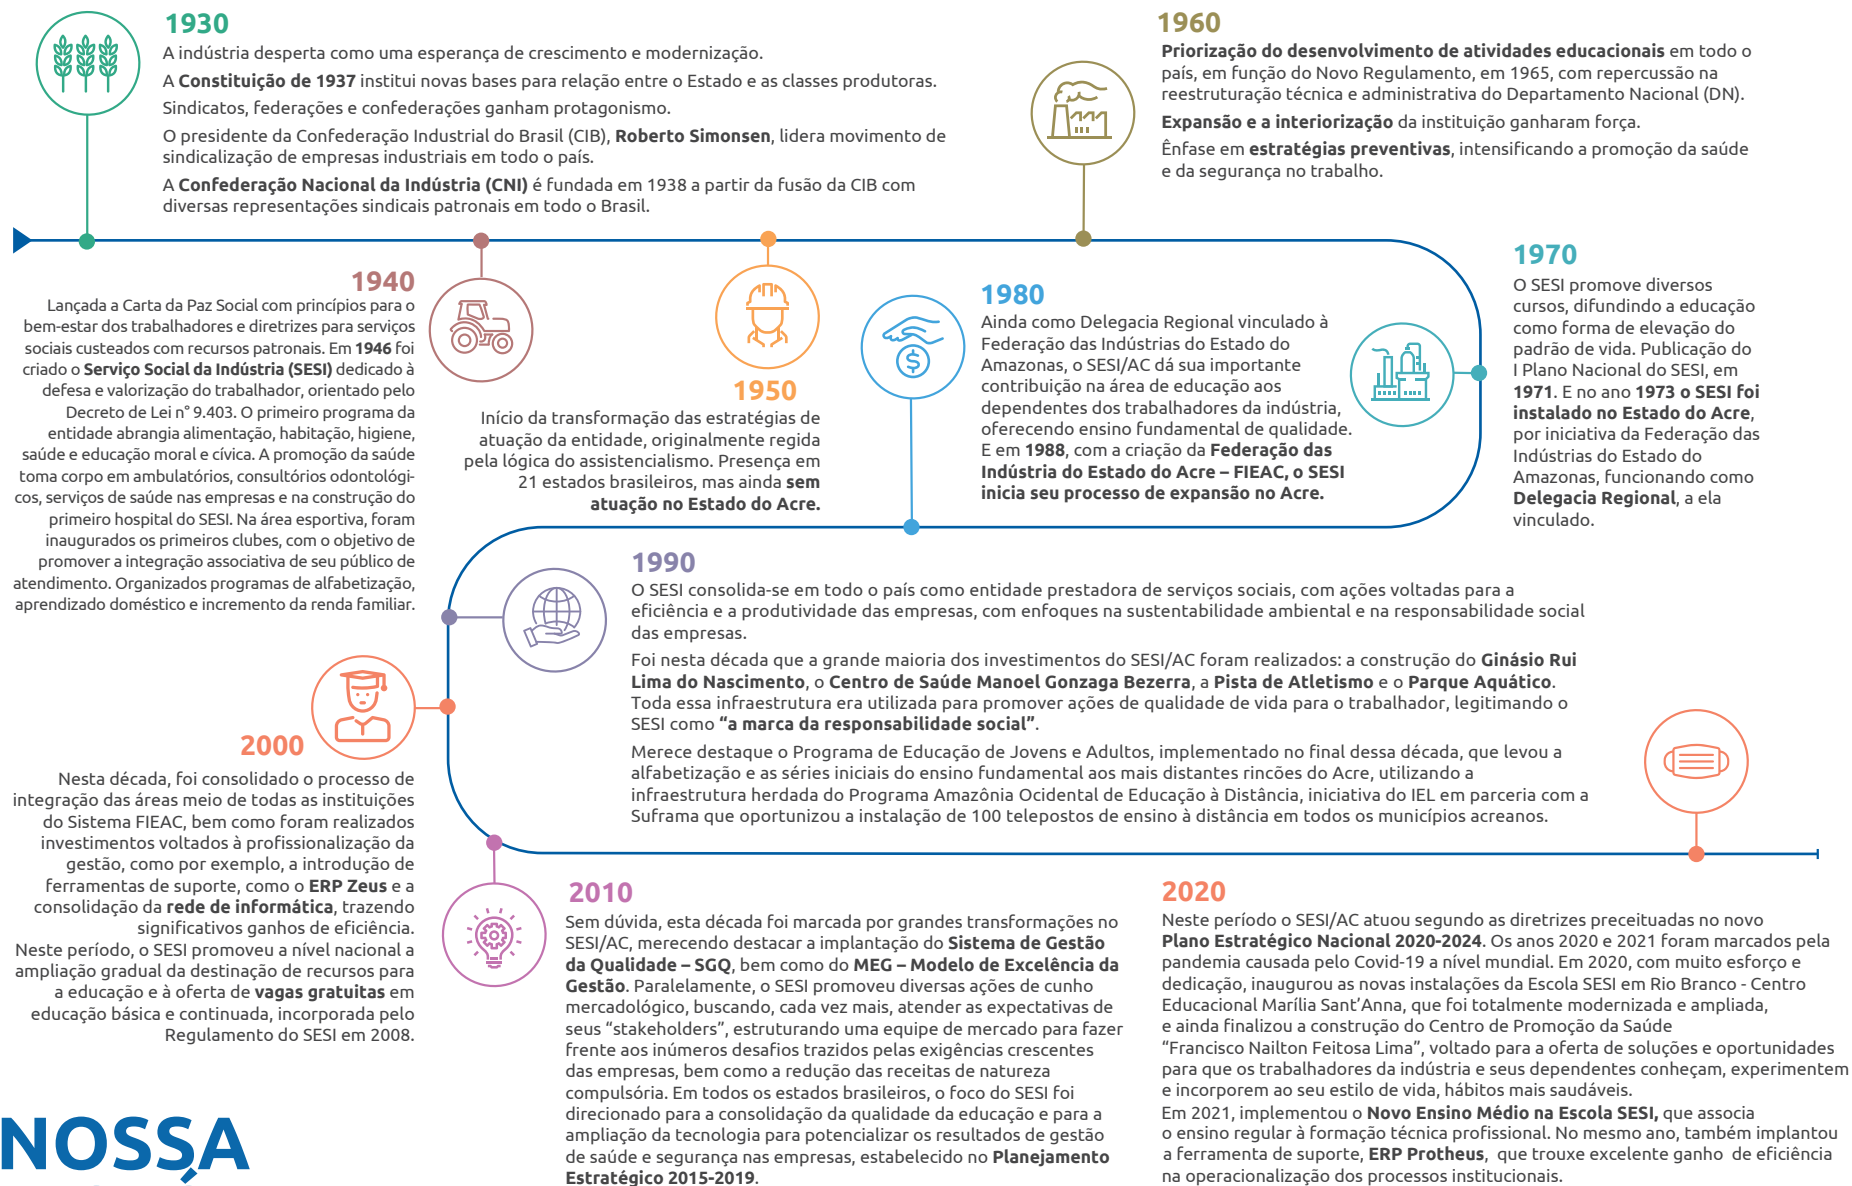 1930
A indústria desperta como uma esperança de crescimento e modernização.
A Constituição de 1937 institui novas bases para relação entre o Estado e as classes produtoras.
Sindicatos, federações e confederações ganham protagonismo.
O presidente da Confederação Industrial do Brasil (CIB), Roberto Simonsen, lidera movimento de
sindicalização de empresas industriais em todo o país.
A Confederação Nacional da Indústria (CNI) é fundada em 1938 a partir da fusão da CIB com
diversas representações sindicais patronais em todo o Brasil.
1940
Lançada a Carta da Paz Social com princípios para o
bem-estar dos trabalhadores e diretrizes para serviços
sociais custeados com recursos patronais. Em 1946 foi
criado o Serviço Social da Indústria (SESI) dedicado à
defesa e valorização do trabalhador, orientado pelo
Decreto de Lei n° 9.403. O primeiro programa da
entidade abrangia alimentação, habitação, higiene,
saúde e educação moral e cívica. A promoção da saúde
toma corpo em ambulatórios, consultórios odontológi-
cos, serviços de saúde nas empresas e na construção do
primeiro hospital do SESI. Na área esportiva, foram
inaugurados os primeiros clubes, com o objetivo de
promover a integração associativa de seu público de
atendimento. Organizados programas de alfabetização,
aprendizado doméstico e incremento da renda familiar.
1950
Início da transformação das estratégias de
atuação da entidade, originalmente regida
pela lógica do assistencialismo. Presença em
21 estados brasileiros, mas ainda sem
atuação no Estado do Acre.
1960
Priorização do desenvolvimento de atividades educacionais em todo o
país, em função do Novo Regulamento, em 1965, com repercussão na
reestruturação técnica e administrativa do Departamento Nacional (DN).
Expansão e a interiorização da instituição ganharam força.
Ênfase em estratégias preventivas, intensificando a promoção da saúde
e da segurança no trabalho.
1970
O SESI promove diversos
cursos, difundindo a educação
como forma de elevação do
padrão de vida. Publicação do
I Plano Nacional do SESI, em
1971. E no ano 1973 o SESI foi
instalado no Estado do Acre,
por iniciativa da Federação das
Indústrias do Estado do
Amazonas, funcionando como
Delegacia Regional, a ela
vinculado.
1980
Ainda como Delegacia Regional vinculado à
Federação das Indústrias do Estado do
Amazonas, o SESI/AC dá sua importante
contribuição na área de educação aos
dependentes dos trabalhadores da indústria,
oferecendo ensino fundamental de qualidade.
E em 1988, com a criação da Federação das
Indústria do Estado do Acre – FIEAC, o SESI
inicia seu processo de expansão no Acre.
1990
O SESI consolida-se em todo o país como entidade prestadora de serviços sociais, com ações voltadas para a
eficiência e a produtividade das empresas, com enfoques na sustentabilidade ambiental e na responsabilidade social
das empresas.
Foi nesta década que a grande maioria dos investimentos do SESI/AC foram realizados: a construção do Ginásio Rui
Lima do Nascimento, o Centro de Saúde Manoel Gonzaga Bezerra, a Pista de Atletismo e o Parque Aquático.
Toda essa infraestrutura era utilizada para promover ações de qualidade de vida para o trabalhador, legitimando o
SESI como “a marca da responsabilidade social”.
Merece destaque o Programa de Educação de Jovens e Adultos, implementado no final dessa década, que levou a
alfabetização e as séries iniciais do ensino fundamental aos mais distantes rincões do Acre, utilizando a
infraestrutura herdada do Programa Amazônia Ocidental de Educação à Distância, iniciativa do IEL em parceria com a
Suframa que oportunizou a instalação de 100 telepostos de ensino à distância em todos os municípios acreanos.
2000
Nesta década, foi consolidado o processo de
integração das áreas meio de todas as instituições
do Sistema FIEAC, bem como foram realizados
investimentos voltados à profissionalização da
gestão, como por exemplo, a introdução de
ferramentas de suporte, como o ERP Zeus e a
consolidação da rede de informática, trazendo
significativos ganhos de eficiência.
Neste período, o SESI promoveu a nível nacional a
ampliação gradual da destinação de recursos para
a educação e à oferta de vagas gratuitas em
educação básica e continuada, incorporada pelo
Regulamento do SESI em 2008.
2010
Sem dúvida, esta década foi marcada por grandes transformações no
SESI/AC, merecendo destacar a implantação do Sistema de Gestão
da Qualidade – SGQ, bem como do MEG – Modelo de Excelência da
Gestão. Paralelamente, o SESI promoveu diversas ações de cunho
mercadológico, buscando, cada vez mais, atender as expectativas de
seus “stakeholders”, estruturando uma equipe de mercado para fazer
frente aos inúmeros desafios trazidos pelas exigências crescentes
das empresas, bem como a redução das receitas de natureza
compulsória. Em todos os estados brasileiros, o foco do SESI foi
direcionado para a consolidação da qualidade da educação e para a
ampliação da tecnologia para potencializar os resultados de gestão
de saúde e segurança nas empresas, estabelecido no Planejamento
Estratégico 2015-2019.
2020
Neste período o SESI/AC atuou segundo as diretrizes preceituadas no novo
Plano Estratégico Nacional 2020-2024. Os anos 2020 e 2021 foram marcados pela
pandemia causada pelo Covid-19 a nível mundial. Em 2020, com muito esforço e
dedicação, inaugurou as novas instalações da Escola SESI em Rio Branco - Centro
Educacional Marília Sant’Anna, que foi totalmente modernizada e ampliada,
e ainda finalizou a construção do Centro de Promoção da Saúde
“Francisco Nailton Feitosa Lima”, voltado para a oferta de soluções e oportunidades
para que os trabalhadores da indústria e seus dependentes conheçam, experimentem
e incorporem ao seu estilo de vida, hábitos mais saudáveis.
Em 2021, implementou o Novo Ensino Médio na Escola SESI, que associa
o ensino regular à formação técnica profissional. No mesmo ano, também implantou
a ferramenta de suporte, ERP Protheus, que trouxe excelente ganho de eficiência
na operacionalização dos processos institucionais.
NOSSA